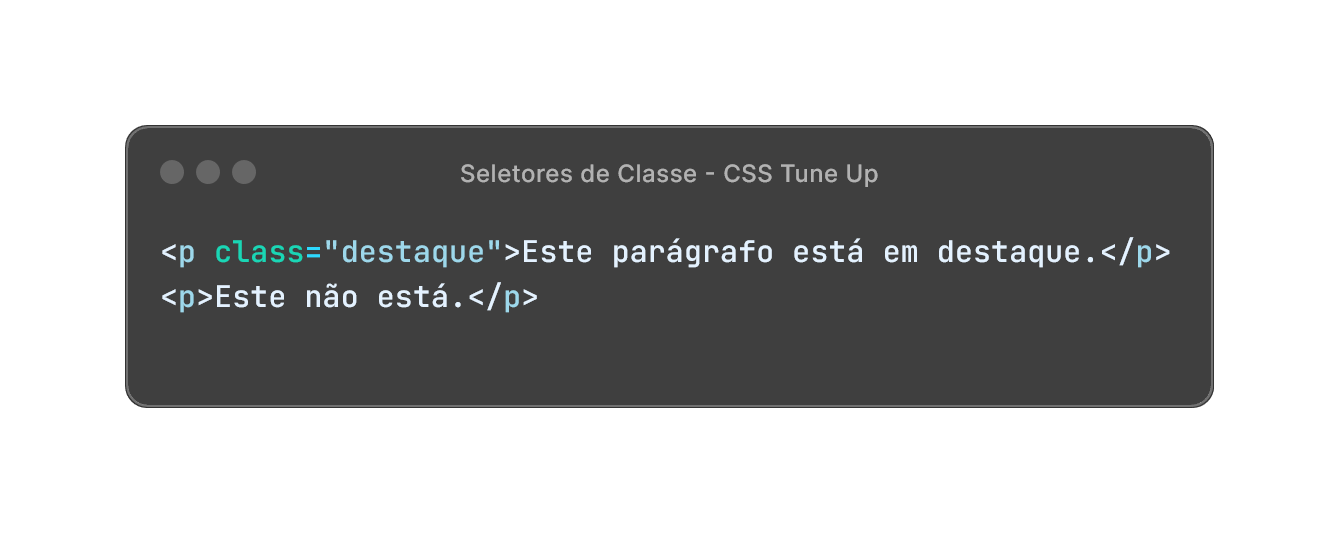 Seletores de Classe - CSS Tune Up
<p class="destaque">Este parágrafo está em destaque.</p>
<p>Este não está.</p>